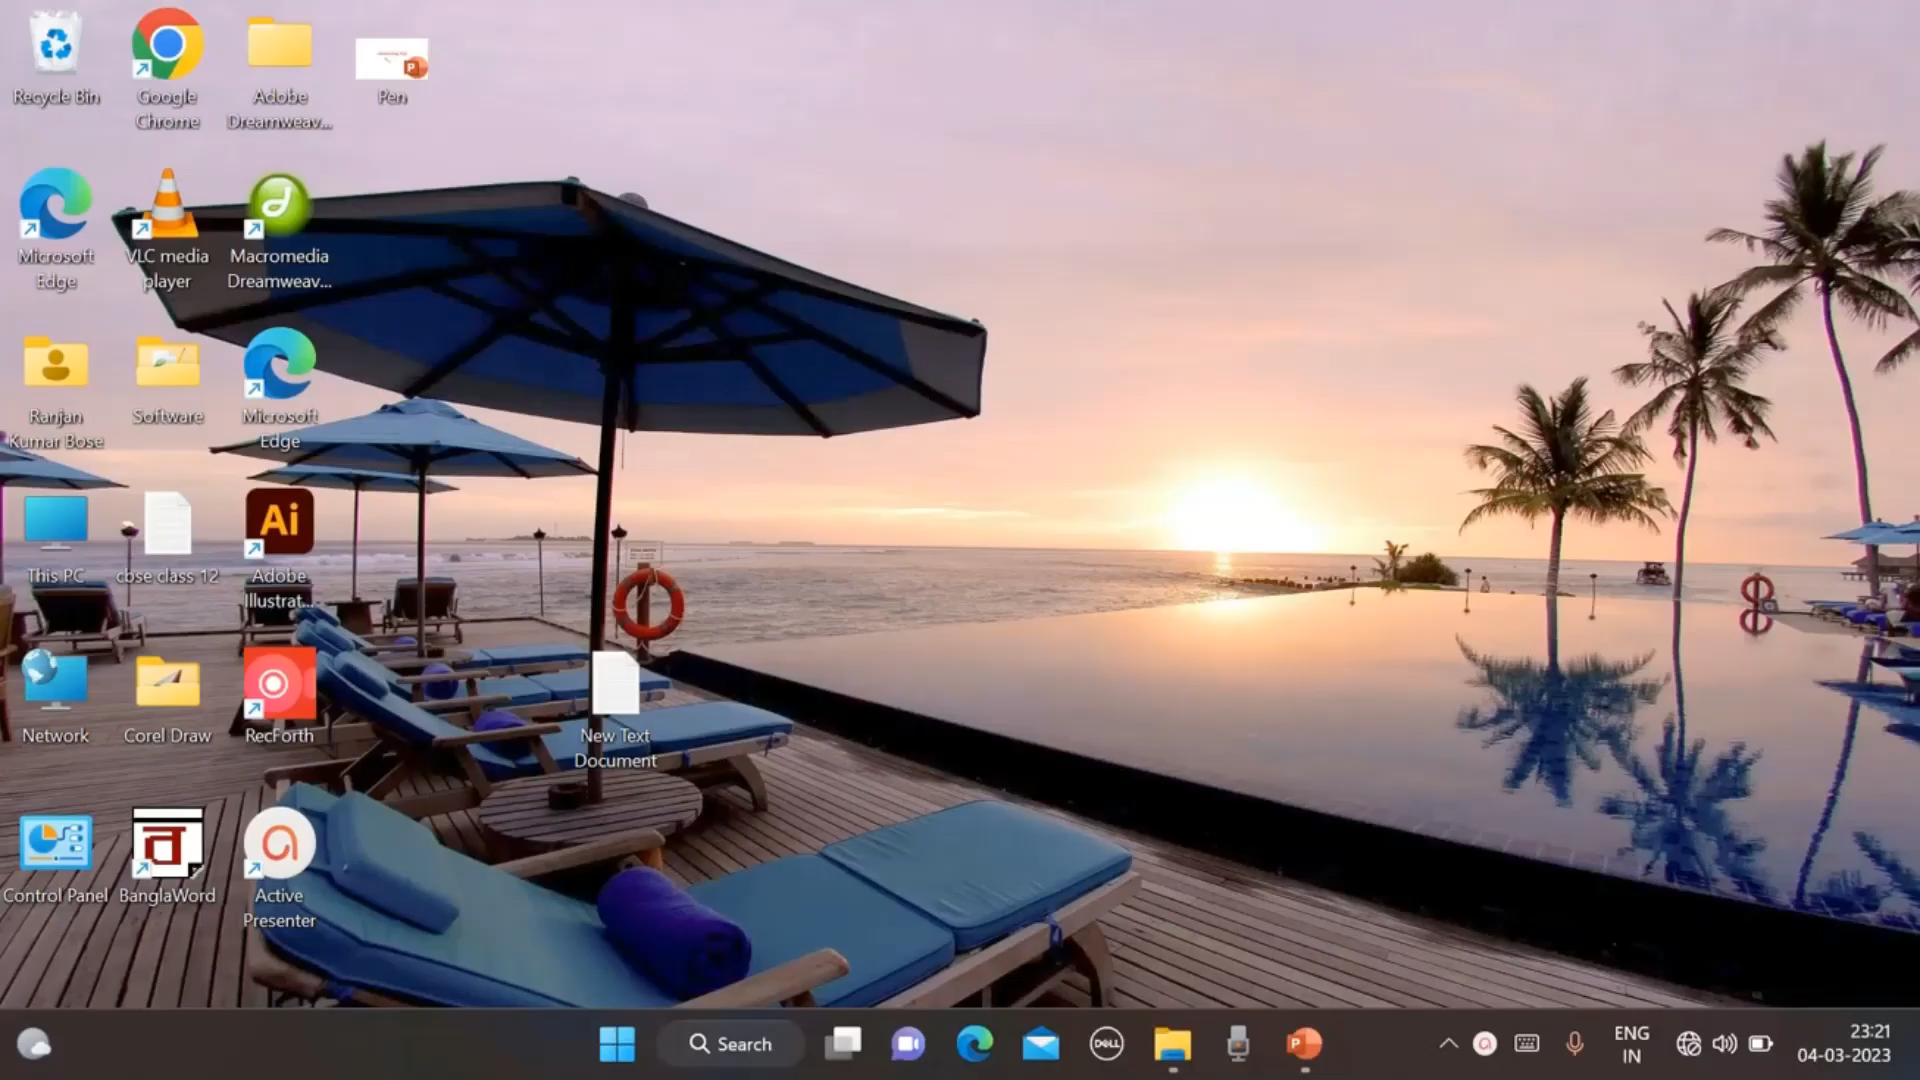 Recycle Bin
Google
Chrome
Adobe
Dreamweav...
P
Pen
Microsoft
Edge
VLC media
player
Macromedia
Dreamweav...
Ranjan
Kumar Bose
Software
Microsoft
Edge
This PC
cbse class 12
Ai
Adobe
Illustrat...
Network
Corel Draw
RecForth
New Text
Document
Control Panel
व
BanglaWord
Active
Presenter
Search
DELL
P
ENG
IN
23:21
04-03-2023